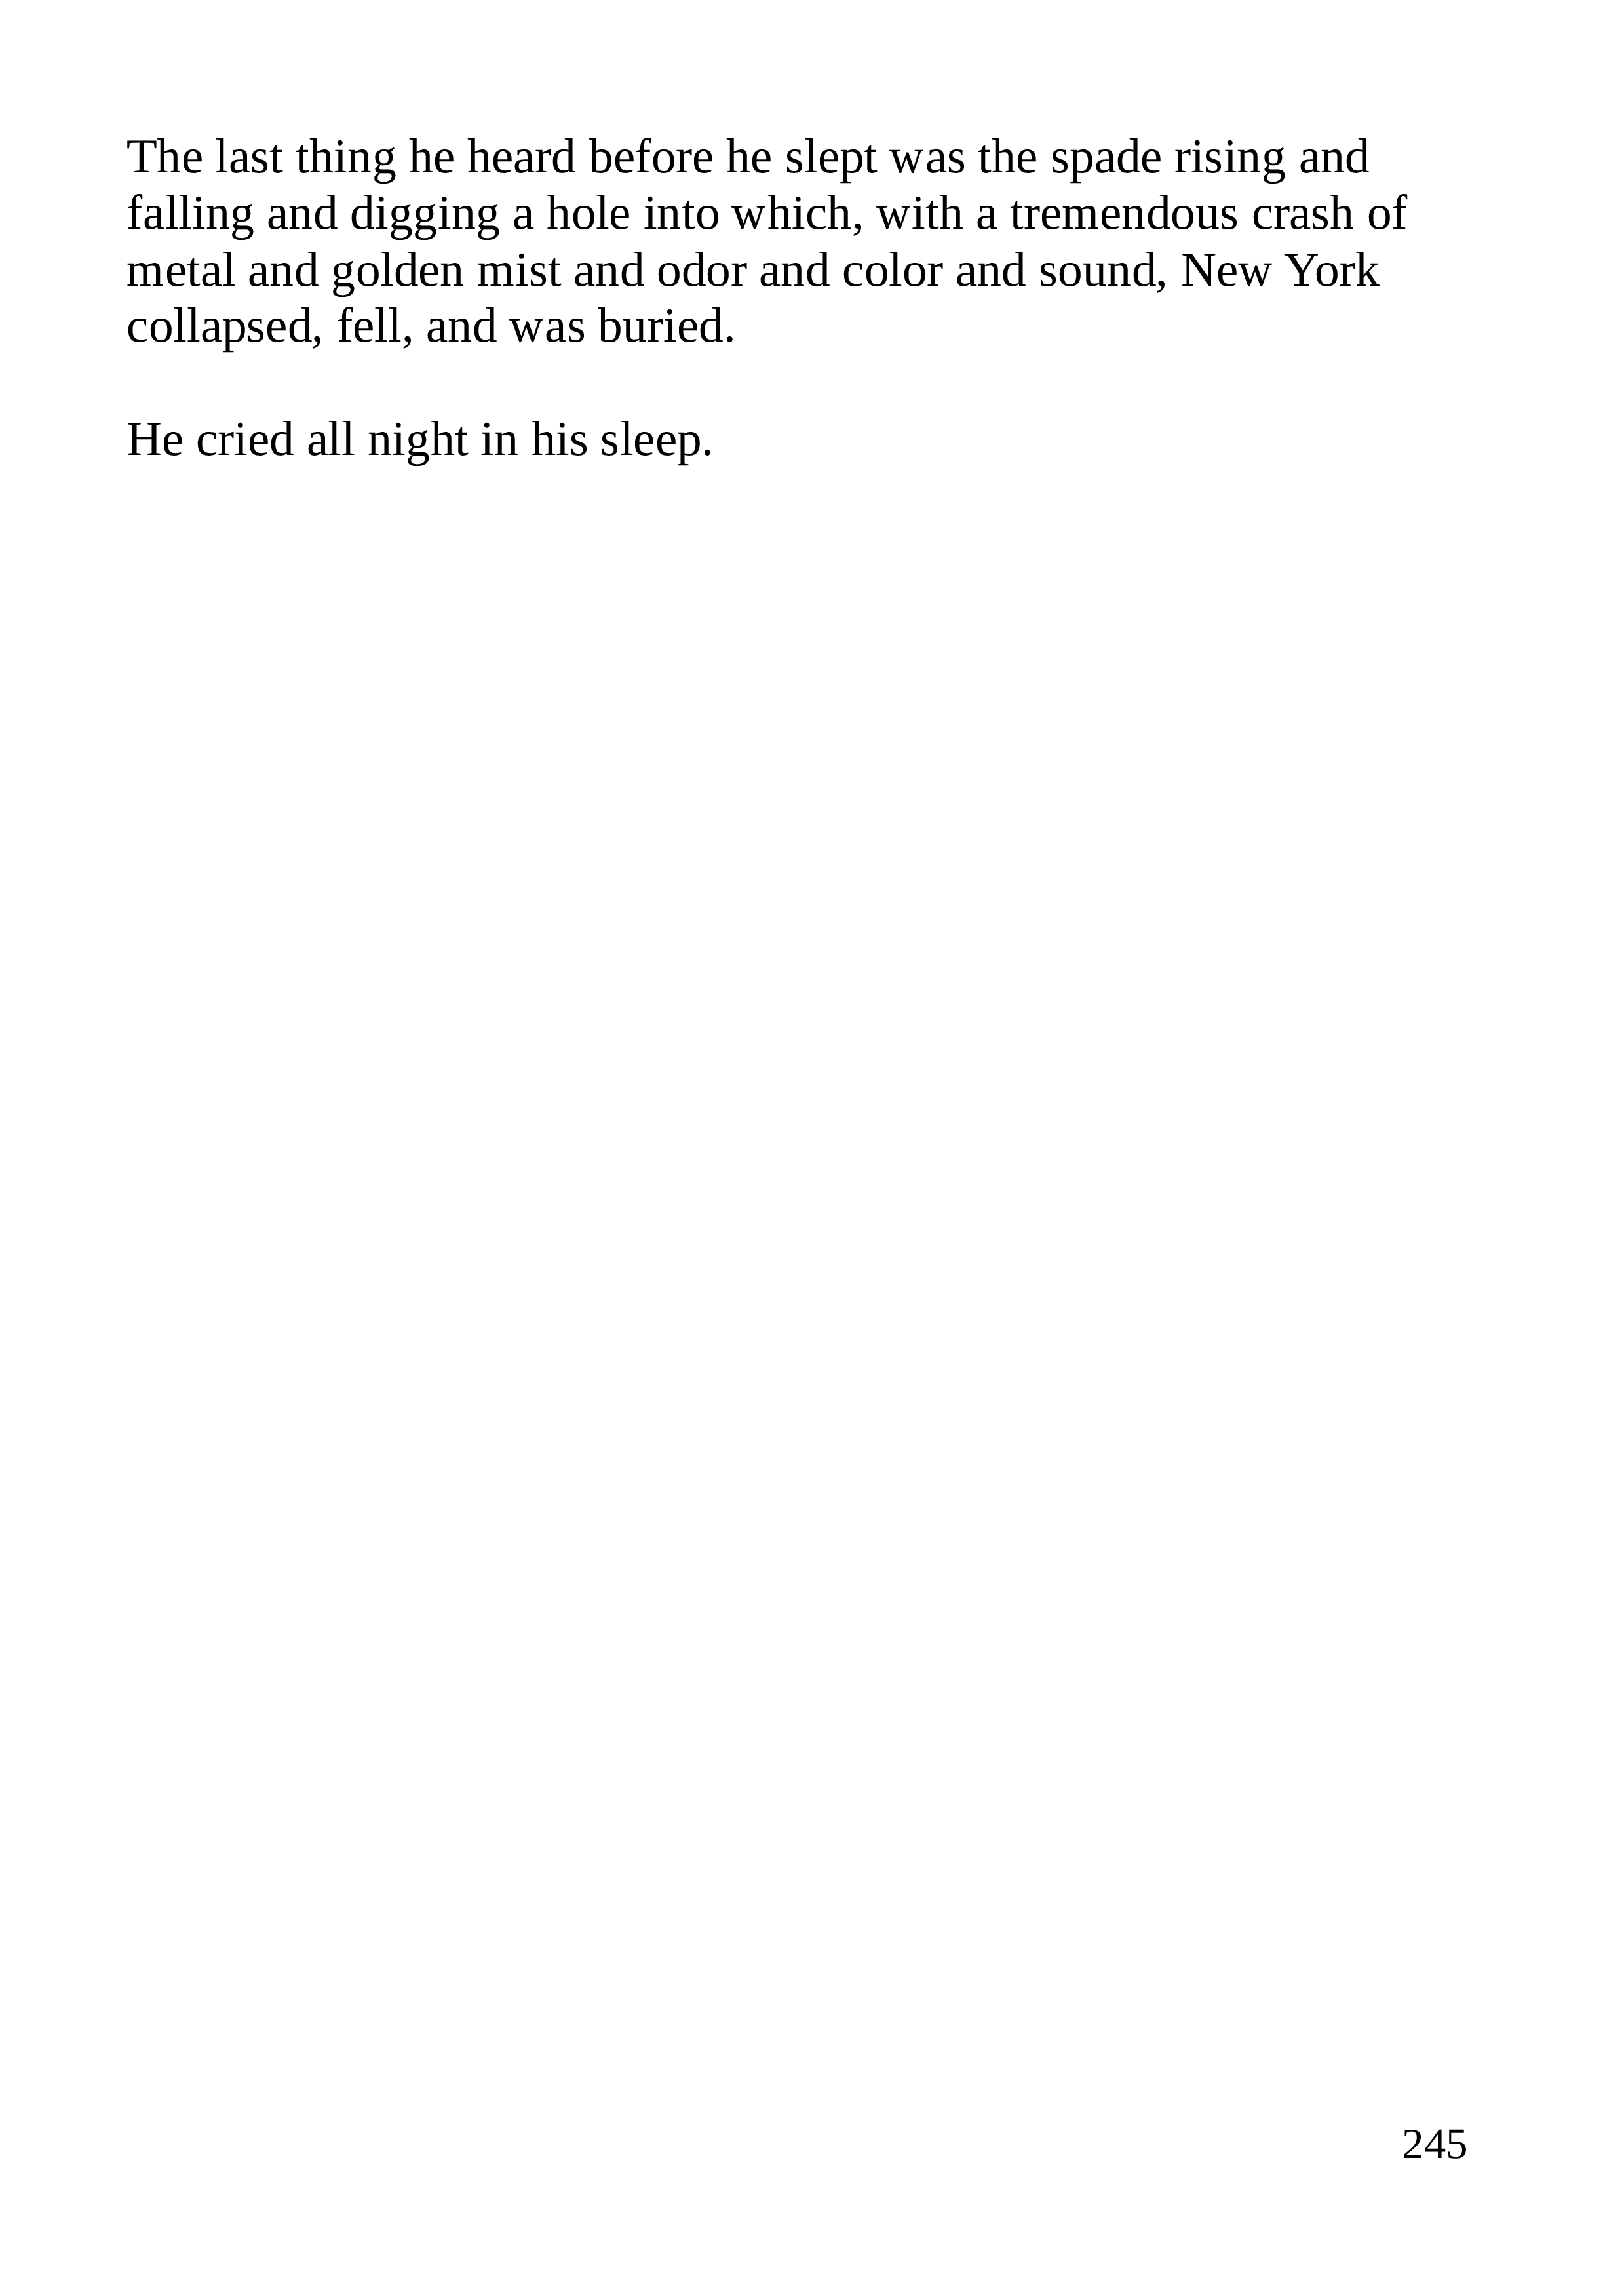 The last thing he heard before he slept was the spade rising and
falling and digging a hole into which, with a tremendous crash of
metal and golden mist and odor and color and sound, New York
collapsed, fell, and was buried.
He cried all night in his sleep.
245